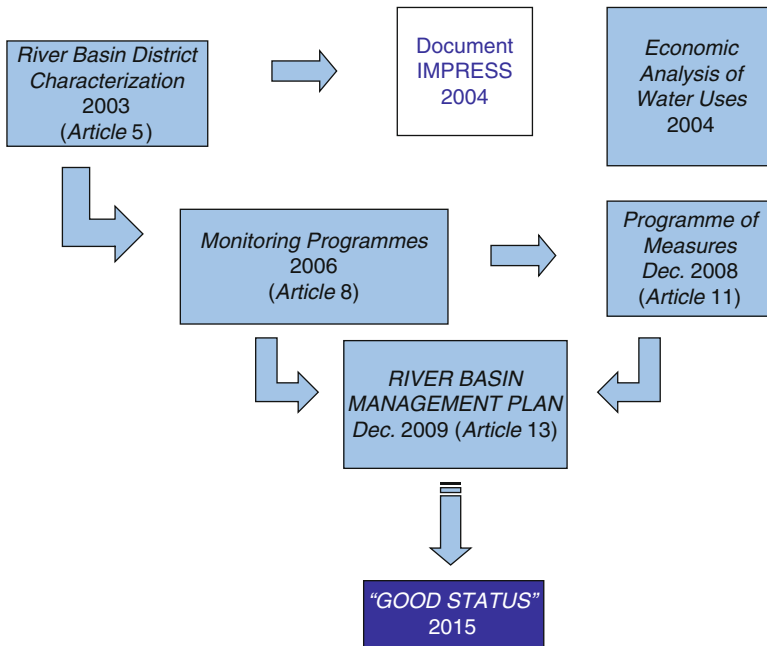 River Basin District
Characterization
2003
(Article 5)
Document
IMPRESS
2004
Economic
Analysis of
Water Uses
2004
Monitoring Programmes
2006
(Article 8)
Programme of
Measures
Dec. 2008
(Article 11)
RIVER BASIN
MANAGEMENT PLAN
Dec. 2009 (Article 13)
“GOOD STATUS”
2015